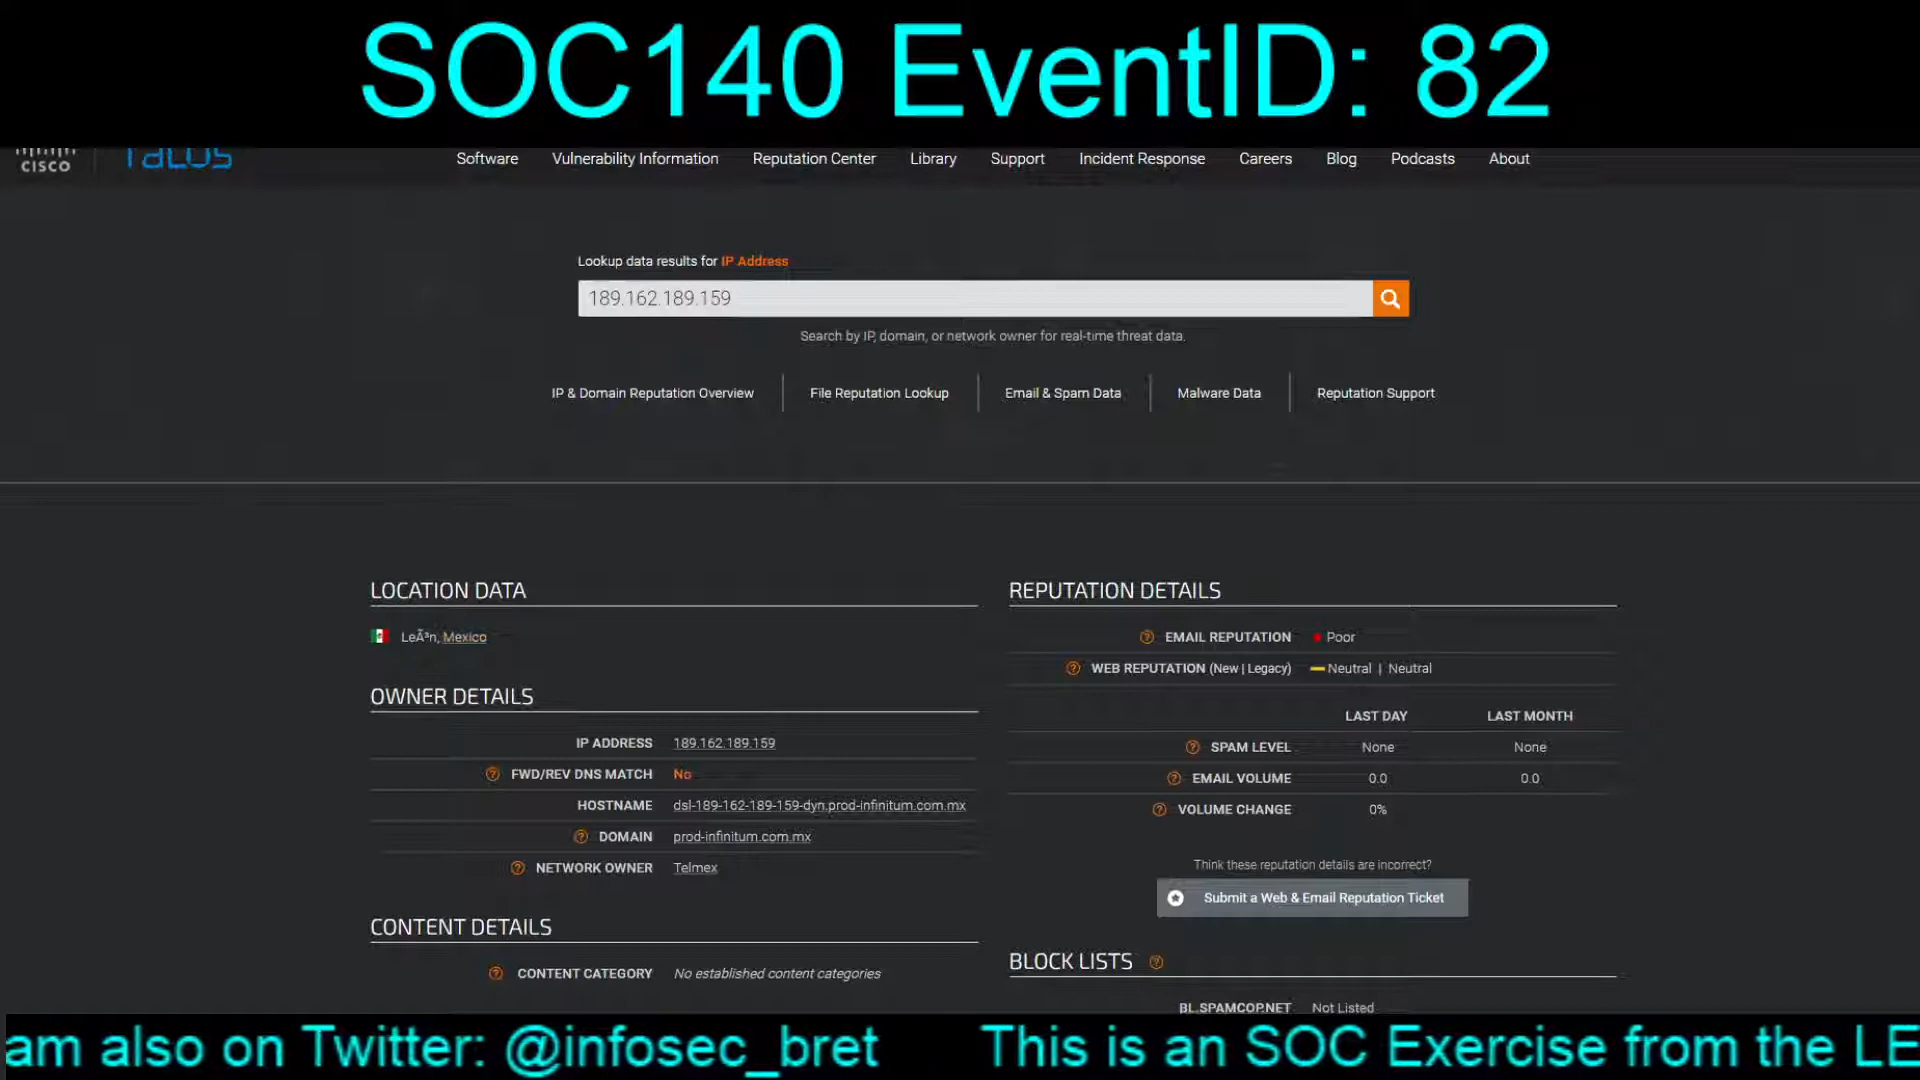 SOC140 EventID: 82
CISCO
TaLOS
Software Vulnerability Information Reputation Center Library Support Incident Response Careers Blog Podcasts About
Lookup data results for IP Address
189.162.189.159
Search by IP, domain, or network owner for real-time threat data.
IP & Domain Reputation Overview File Reputation Lookup Email & Spam Data Malware Data Reputation Support
LOCATION DATA
LeÃ³n, Mexico
OWNER DETAILS
IP ADDRESS 189.162.189.159
FWD/REV DNS MATCH No
HOSTNAME dsl-189-162-189-159-dyn.prod-infinitum.com.mx
DOMAIN prod-infinitum.com.mx
NETWORK OWNER Telmex
CONTENT DETAILS
CONTENT CATEGORY No established content categories
REPUTATION DETAILS
EMAIL REPUTATION Poor
WEB REPUTATION (New | Legacy) Neutral | Neutral
LAST DAY LAST MONTH
SPAM LEVEL None None
EMAIL VOLUME 0.0 0.0
VOLUME CHANGE 0%
Think these reputation details are incorrect?
Submit a Web & Email Reputation Ticket
BLOCK LISTS
BL.SPAMCOP.NET Not Listed
am also on Twitter: @infosec_bret This is an SOC Exercise from the LE